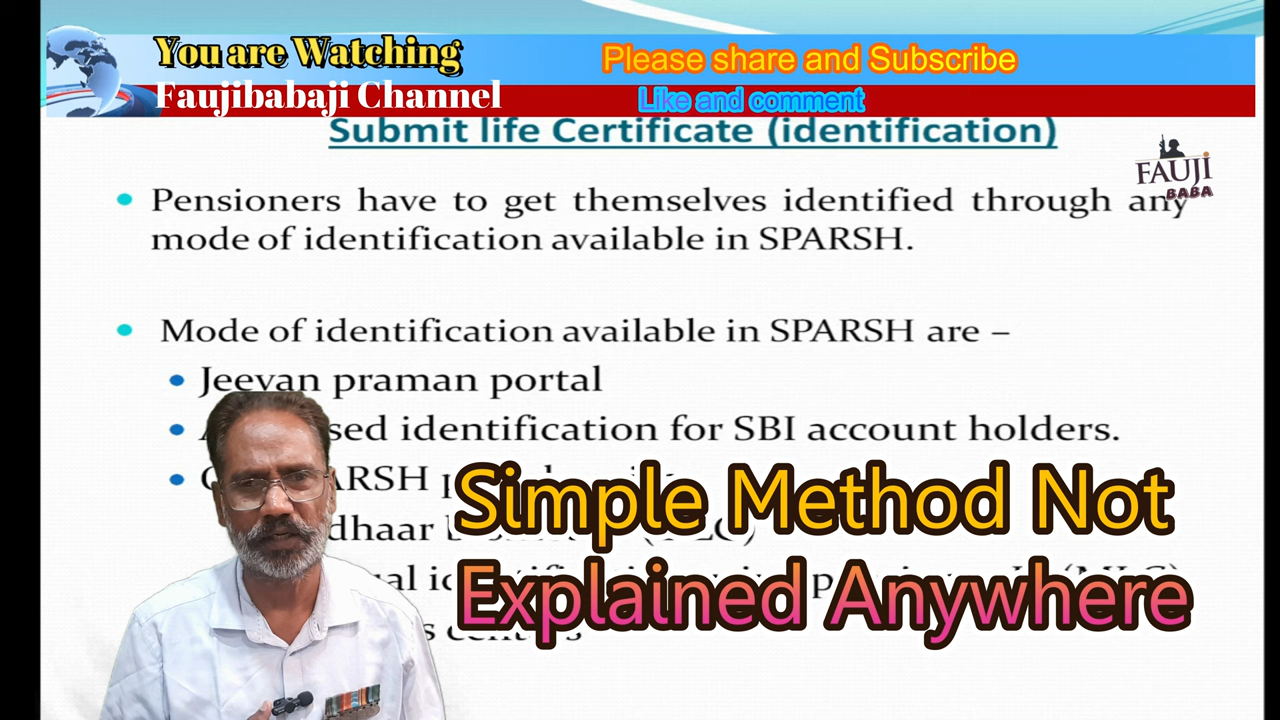 You are Watching
Please share and Subscribe
Faujibabaji Channel
Like and comment
Submit life Certificate (identification)
FAUJI
BABA
Pensioners have to get themselves identified through any
mode of identification available in SPARSH.
Mode of identification available in SPARSH are –
Jeevan praman portal
identification for SBI account holders.
Simple Method Not
Explained Anywhere